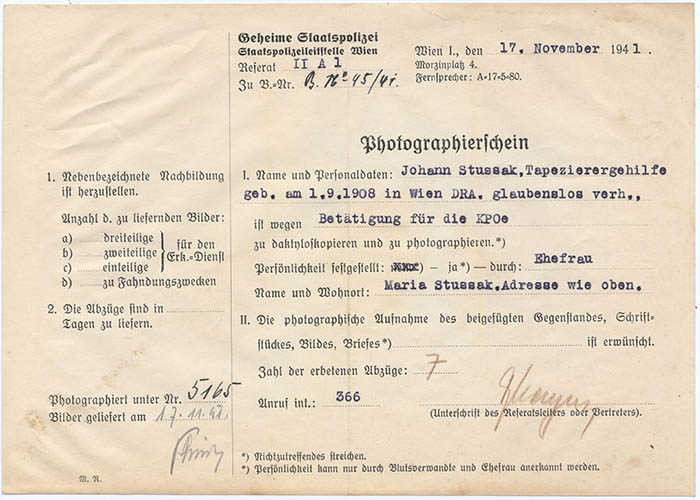 Geheime Staatspolizei
Staatspolizeileitstelle Wien
Referat II A 1
Zu B.-Nr. B. No 45/41.
Wien I., den 17. November 1941.
Morzinplatz 4.
Fernsprecher: A=17=5=80.
Photographierschein
1. Nebenbezeichnete Nachbildung
ist herzustellen.
Anzahl d. zu liefernden Bilder:
a) dreiteilige
b) zweiteilige
c) einteilige
für den
Erk.=Dienst
d) zu Fahndungszwecken
2. Die Abzüge sind in
Tagen zu liefern.
Photographiert unter Nr. 5165
Bilder geliefert am 17.11.41.
M. R.
I. Name und Personaldaten: Johann Stussak,Tapezierergehilfe
geb. am 1.9.1908 in Wien DRA. glaubenslos verh.,
ist wegen Betätigung für die KPOe
zu daktyloskopieren und zu photographieren.*)
Persönlichkeit festgestellt: xxxx*) — ja*) — durch: Ehefrau
Name und Wohnort: Maria Stussak.Adresse wie oben.
II. Die photographische Aufnahme des beigefügten Gegenstandes, Schrift=
stückes, Bildes, Briefes*) ist erwünscht.
Zahl der erbetenen Abzüge: 7
Anruf int.: 366
(Unterschrift des Referatsleiters oder Vertreters).
*) Nichtzutreffendes streichen.
*) Persönlichkeit kann nur durch Blutsverwandte und Ehefrau anerkannt werden.